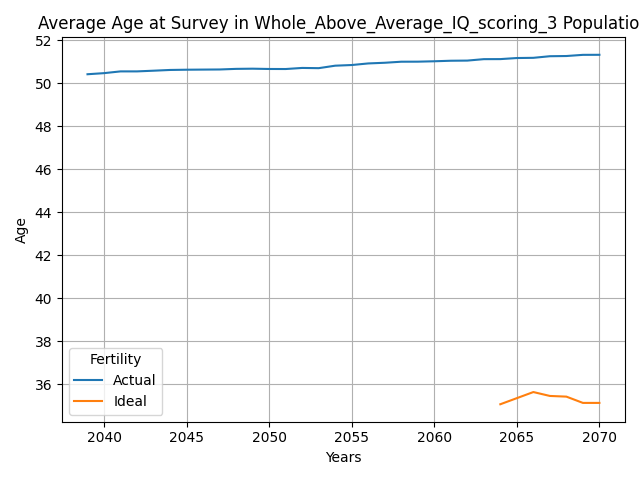 Average Age at Survey in Whole_Above_Average_IQ_scoring_3 Populatio
52
50
48
46
44
42
40
38
36
Age
Fertility
Actual
Ideal
2040 2045 2050 2055 2060 2065 2070
Years